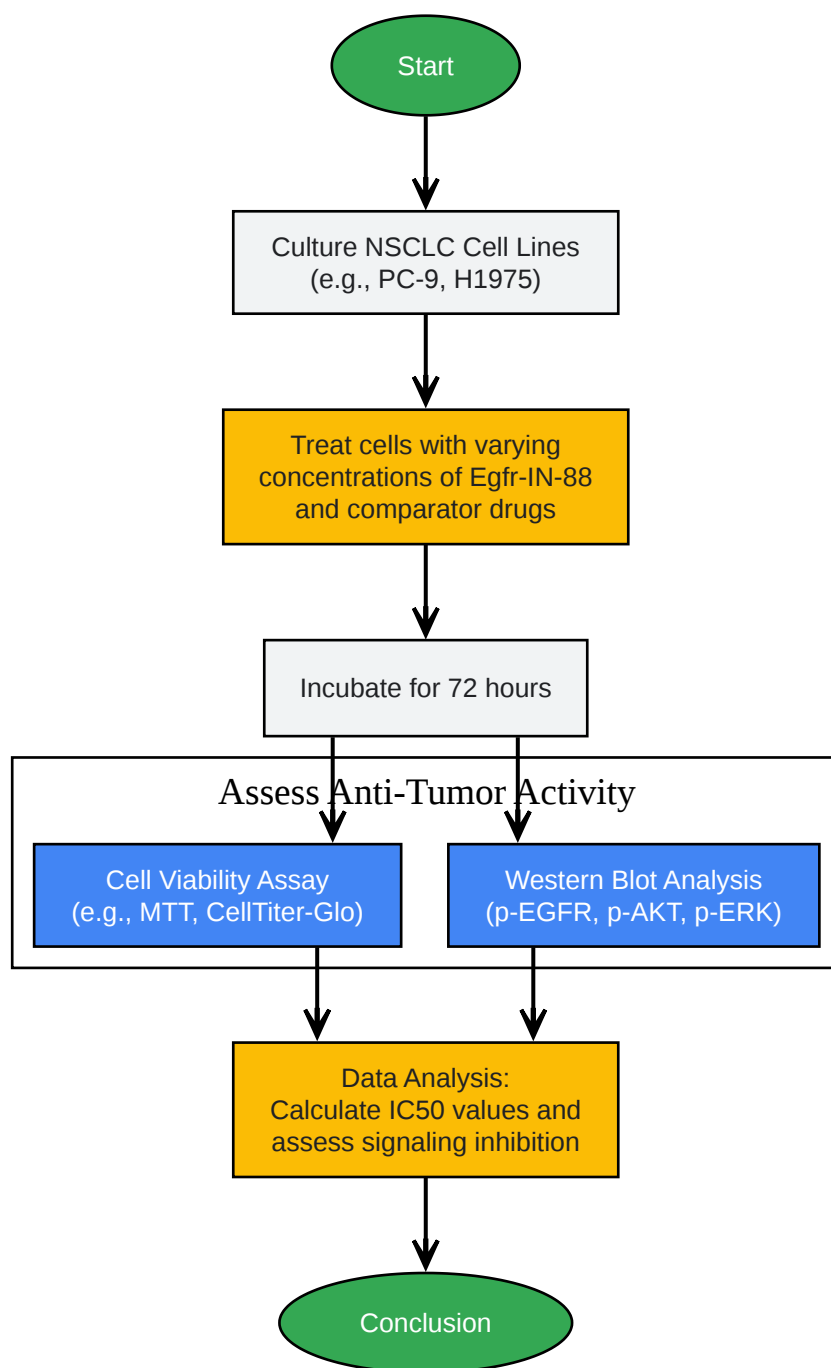 Start
Culture NSCLC Cell Lines
(e.g., PC-9, H1975)
Treat cells with varying
concentrations of Egfr-IN-88
and comparator drugs
Incubate for 72 hours
Assess Anti-Tumor Activity
Cell Viability Assay
(e.g., MTT, CellTiter-Glo)
Western Blot Analysis
(p-EGFR, p-AKT, p-ERK)
Data Analysis:
Calculate IC50 values and
assess signaling inhibition
Conclusion